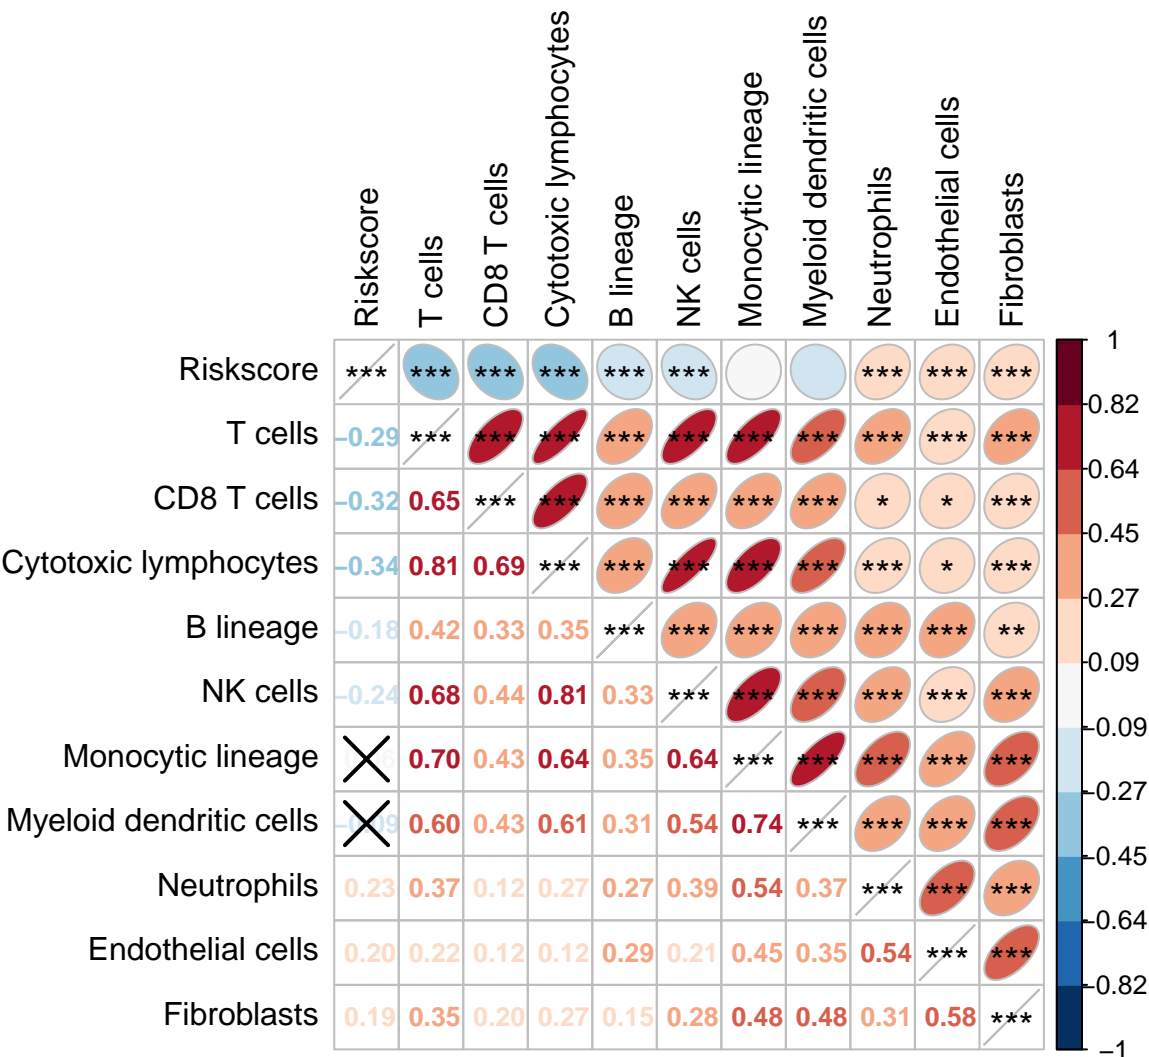 Riskscore
T cells
CD8 T cells
Cytotoxic lymphocytes
B lineage
NK cells
Monocytic lineage
Myeloid dendritic cells
Neutrophils
Endothelial cells
Fibroblasts
Riskscore *** *** *** *** *** *** *** *** ***
T cells −0.29 *** *** *** *** *** *** *** *** *** ***
CD8 T cells −0.32 0.65 *** *** *** *** *** *** * * ***
Cytotoxic lymphocytes −0.34 0.81 0.69 *** *** *** *** *** *** * ***
B lineage −0.18 0.42 0.33 0.35 *** *** *** *** *** *** **
NK cells −0.24 0.68 0.44 0.81 0.33 *** *** *** *** *** ***
Monocytic lineage 0.70 0.43 0.64 0.35 0.64 *** *** *** *** ***
Myeloid dendritic cells −0.09 0.60 0.43 0.61 0.31 0.54 0.74 *** *** *** ***
Neutrophils 0.23 0.37 0.12 0.27 0.27 0.39 0.54 0.37 *** *** ***
Endothelial cells 0.20 0.22 0.12 0.12 0.29 0.21 0.45 0.35 0.54 *** ***
Fibroblasts 0.19 0.35 0.20 0.27 0.15 0.28 0.48 0.48 0.31 0.58 ***
1
0.82
0.64
0.45
0.27
0.09
−0.09
−0.27
−0.45
−0.64
−0.82
−1